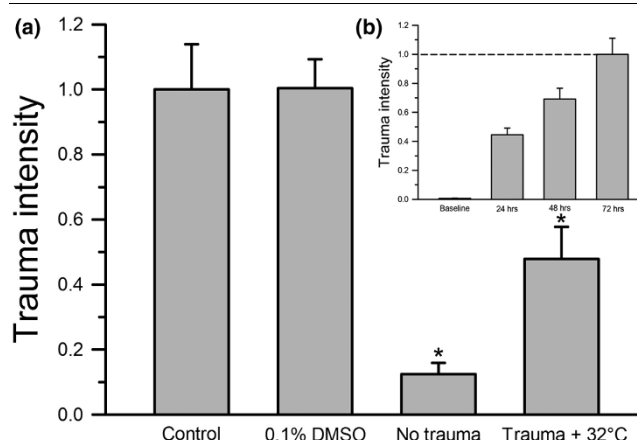 (a)
Trauma intensity
1.2
1.0
0.8
0.6
0.4
0.2
0.0
Control 0.1% DMSO No trauma Trauma + 32°C
*
*
(b)
Trauma intensity
1.2
1.0
0.8
0.6
0.4
0.2
0.0
Baseline 24 hrs 48 hrs 72 hrs